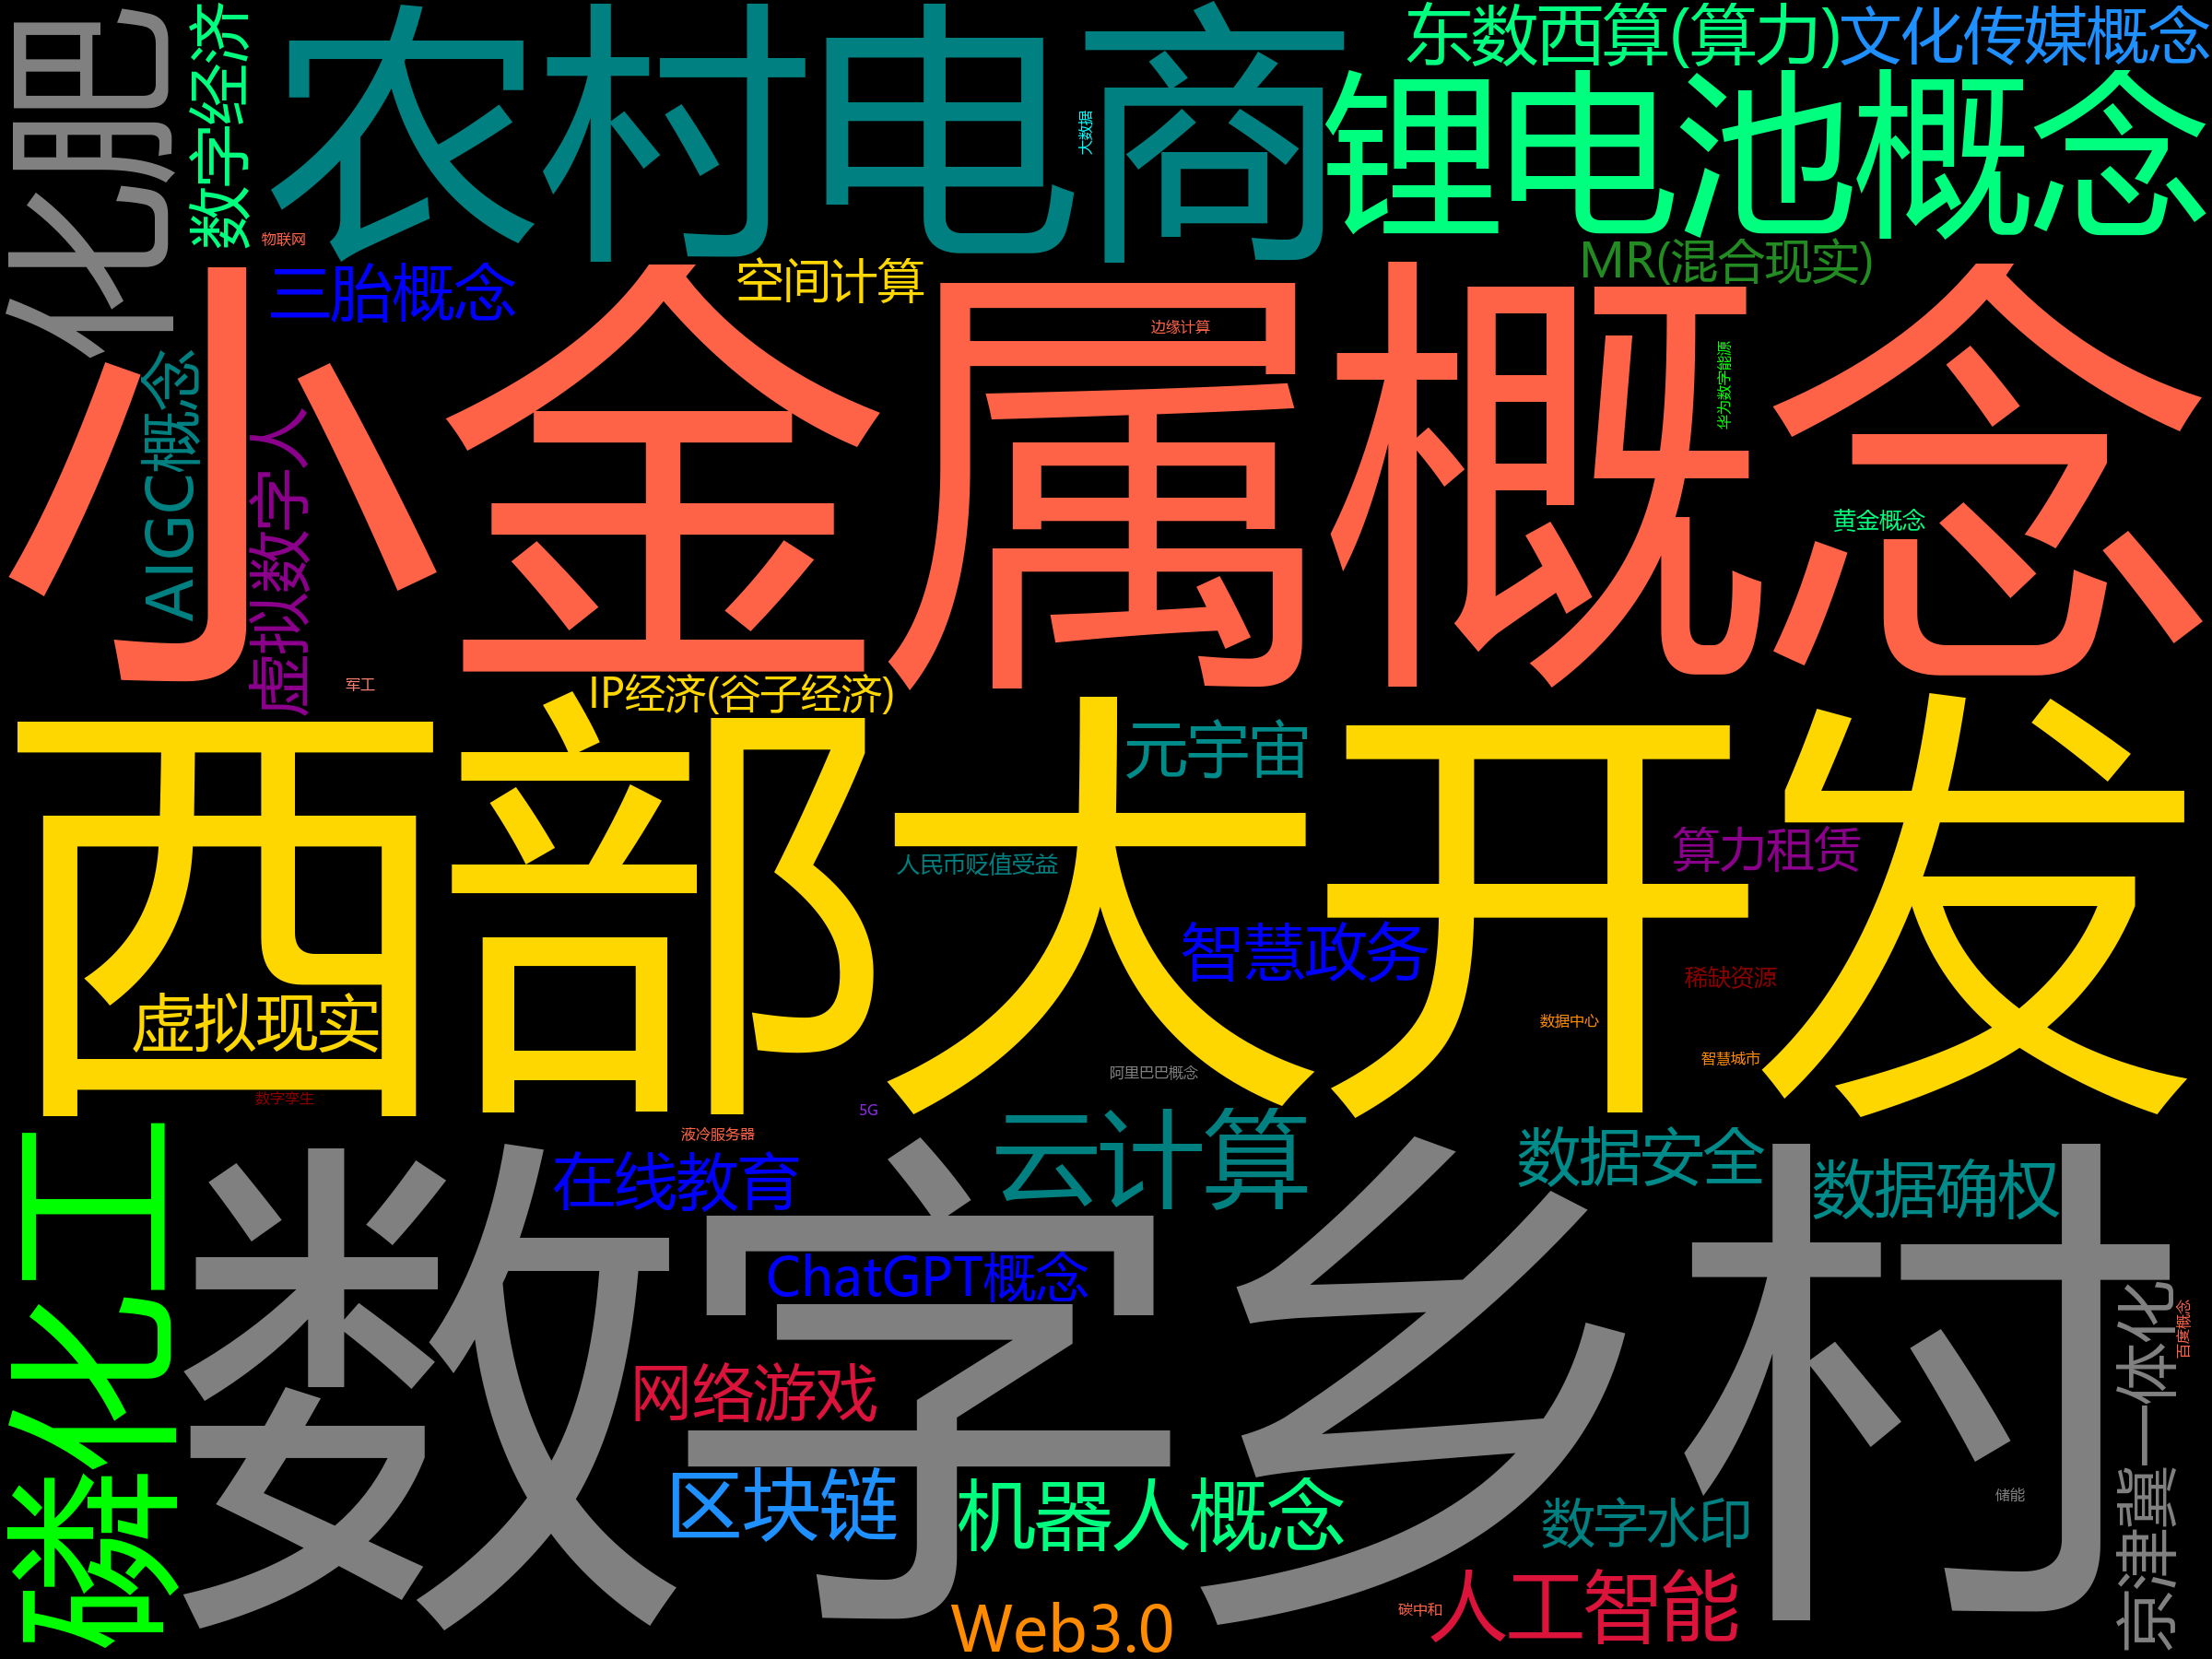 东数西算(算力)
文化传媒概念
化肥
数字经济
农村电商
大数据
锂电池概念
物联网
三胎概念
空间计算
MR(混合现实)
边缘计算
华为数字能源
小金属概念
AIGC概念
虚拟数字人
黄金概念
军工
IP经济(谷子经济)
元宇宙
西部大开发
人民币贬值受益
算力租赁
智慧政务
稀缺资源
虚拟现实
数据中心
智慧城市
阿里巴巴概念
数字孪生
5G
液冷服务器
云计算
在线教育
数据安全
数据确权
磷化工
数字乡村
ChatGPT概念
京津冀一体化
百度概念
网络游戏
区块链
机器人概念
储能
数字水印
人工智能
碳中和
Web3.0